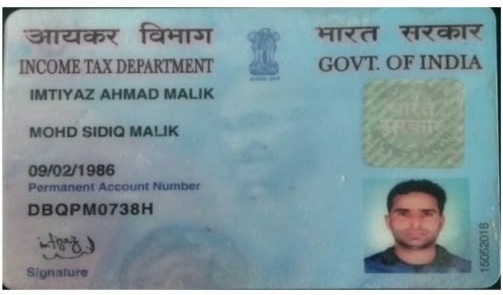 आयकर विभाग
INCOME TAX DEPARTMENT
भारत सरकार
GOVT. OF INDIA
IMTIYAZ AHMAD MALIK
MOHD SIDIQ MALIK
09/02/1986
Permanent Account Number
DBQPM0738H
Signature
15052016